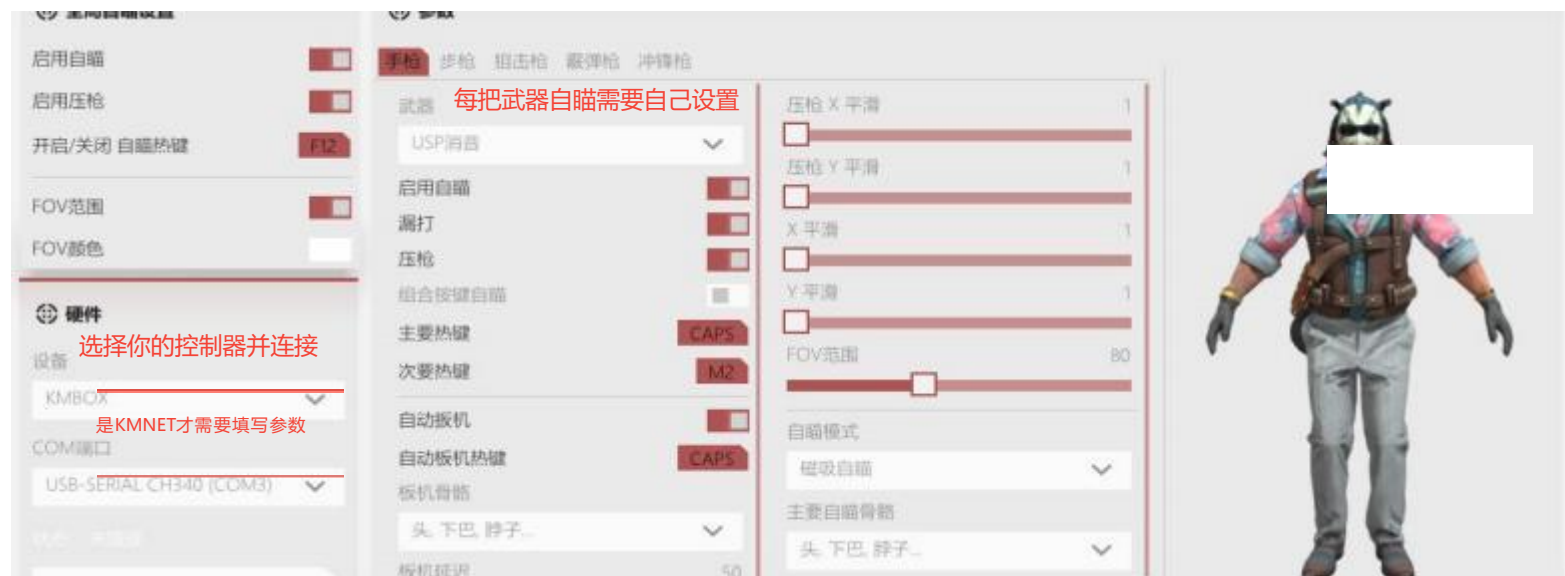 全局自瞄设置
启用自瞄
启用压枪
开启/关闭 自瞄热键
F12
FOV范围
FOV颜色
硬件
选择你的控制器并连接
设备
KMBOX
是KMNET才需要填写参数
COM端口
USB-SERIAL CH340 (COM3)
参数
手枪 步枪 狙击枪 霰弹枪 冲锋枪
武器
每把武器自瞄需要自己设置
USP消音
启用自瞄
漏打
压枪
组合按键自瞄
主要热键
CAPS
次要热键
M2
自动扳机
自动板机热键
CAPS
板机骨骼
头, 下巴, 脖子...
板机延迟
50
压枪 X 平滑
1
压枪 Y 平滑
1
X 平滑
1
Y 平滑
1
FOV范围
80
自瞄模式
磁吸自瞄
主要自瞄骨骼
头, 下巴, 脖子...